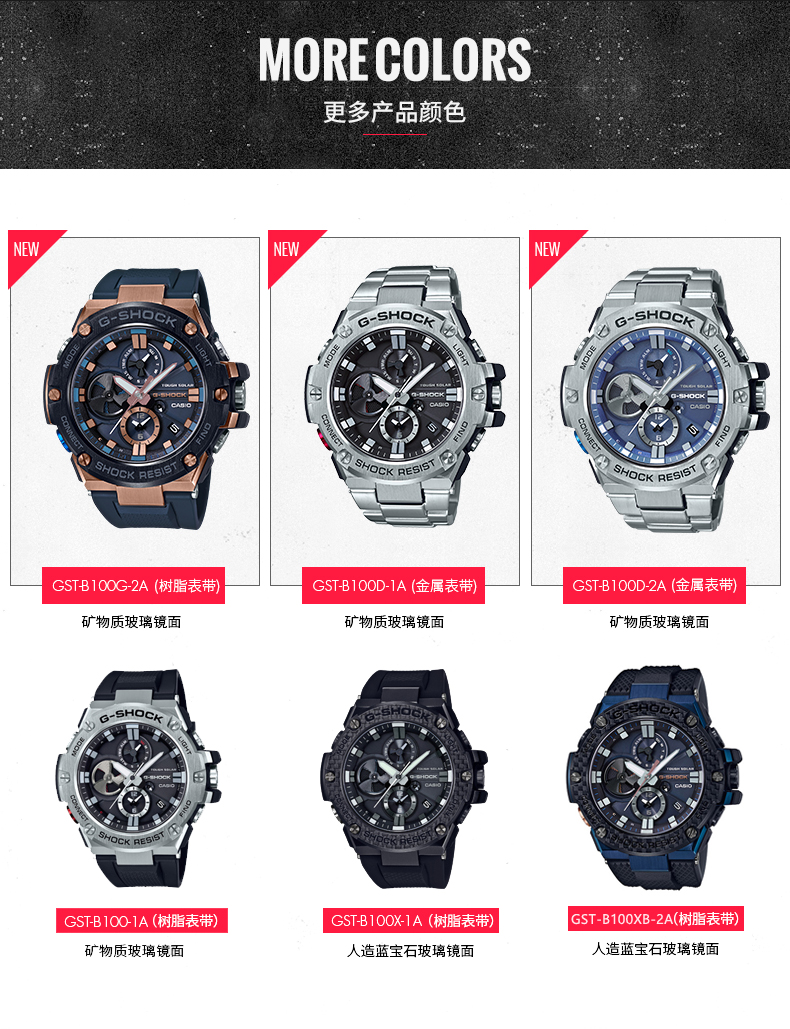 MORE COLORS
更多产品颜色
NEW
NEW
NEW
G-SHOCK
MODE
LIGHT
TOUGH SOLAR
G-SHOCK
CASIO
CONNECT
FIND
SHOCK RESIST
G-SHOCK
MODE
LIGHT
TOUGH SOLAR
G-SHOCK
CASIO
CONNECT
FIND
SHOCK RESIST
G-SHOCK
MODE
LIGHT
TOUGH SOLAR
G-SHOCK
CASIO
CONNECT
FIND
SHOCK RESIST
GST-B100G-2A (树脂表带)
GST-B100D-1A (金属表带)
GST-B100D-2A (金属表带)
矿物质玻璃镜面
矿物质玻璃镜面
矿物质玻璃镜面
G-SHOCK
MODE
LIGHT
TOUGH SOLAR
G-SHOCK
CASIO
CONNECT
FIND
SHOCK RESIST
G-SHOCK
TOUGH SOLAR
G-SHOCK
CASIO
SHOCK RESIST
G-SHOCK
TOUGH SOLAR
G-SHOCK
CASIO
GST-B100-1A (树脂表带)
GST-B100X-1A (树脂表带)
GST-B100XB-2A(树脂表带)
矿物质玻璃镜面
人造蓝宝石玻璃镜面
人造蓝宝石玻璃镜面